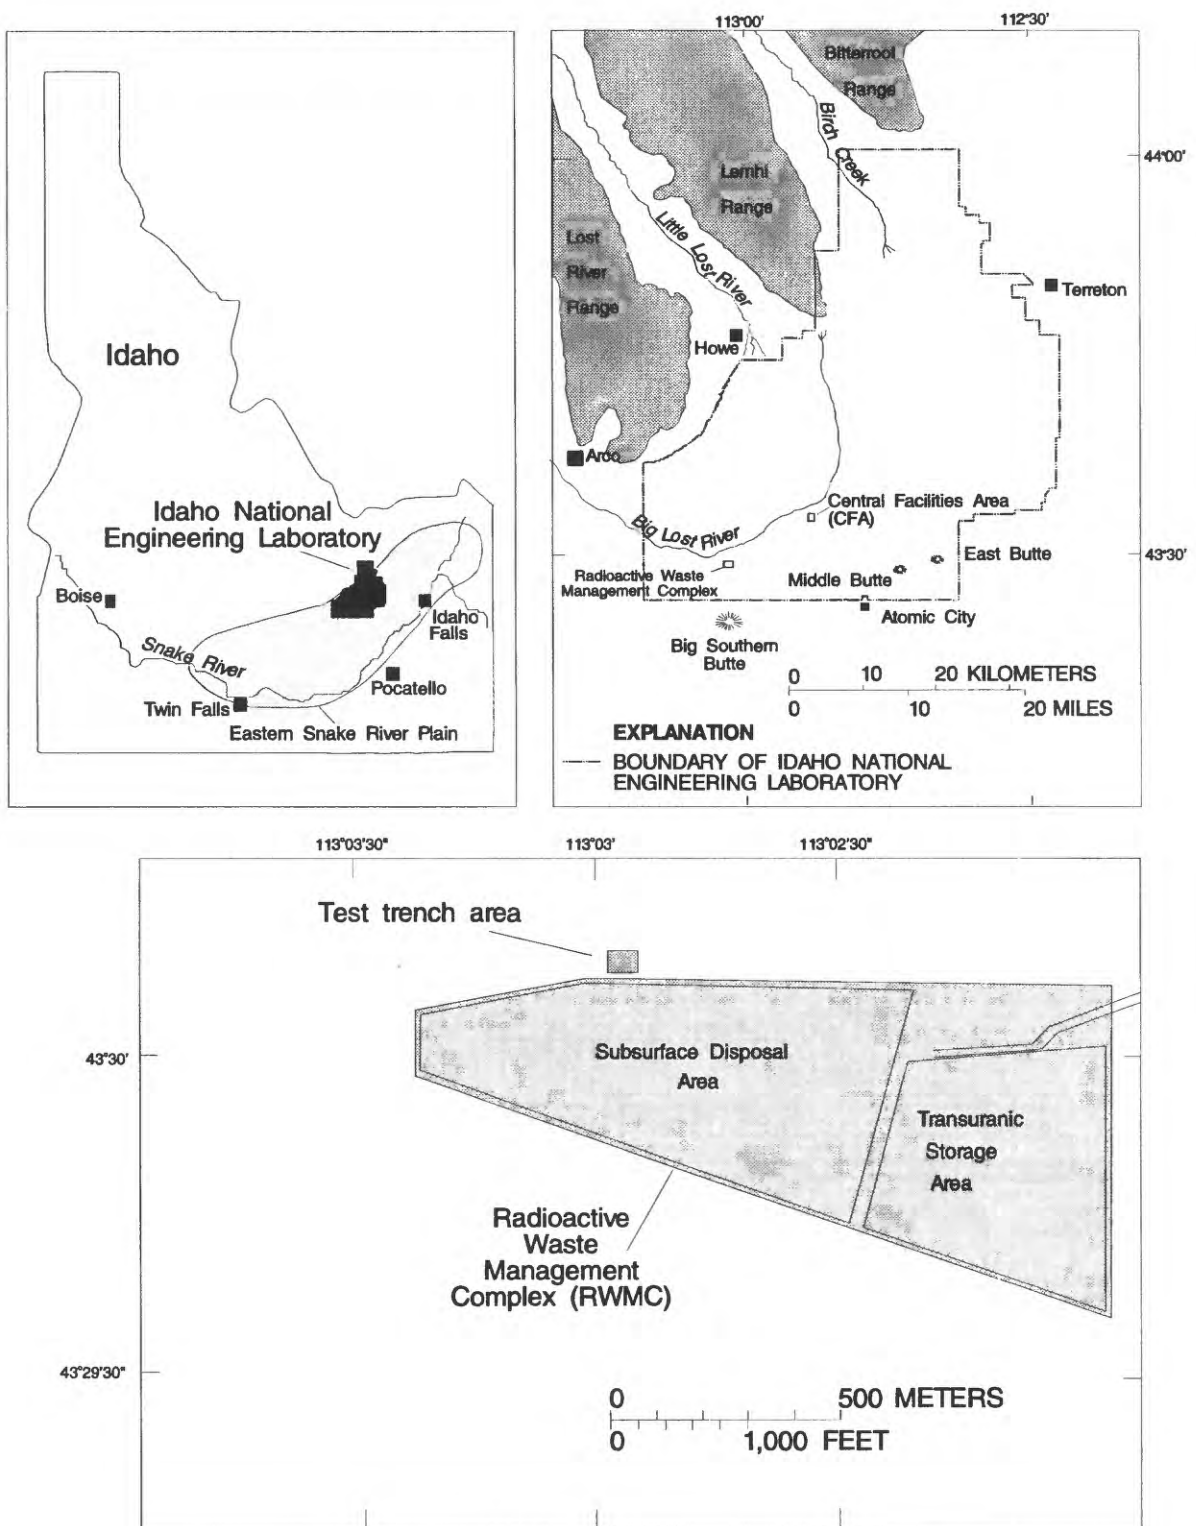 Idaho
Idaho National
Engineering Laboratory
Boise
Idaho
Falls
Snake River
Pocatello
Twin Falls
Eastern Snake River Plain
113°00'
112°30'
Bitterroot
Range
Birch Creek
44°00'
Lemhi
Range
Little Lost River
Lost
River
Range
Terreton
Howe
Arco
Big Lost River
Central Facilities Area
(CFA)
43°30'
East Butte
Radioactive Waste
Management Complex
Middle Butte
Atomic City
Big Southern
Butte
0 10 20 KILOMETERS
0 10 20 MILES
EXPLANATION
BOUNDARY OF IDAHO NATIONAL
ENGINEERING LABORATORY
113°03'30"
113°03'
113°02'30"
Test trench area
43°30'
Subsurface Disposal
Area
Transuranic
Storage
Area
Radioactive
Waste
Management
Complex (RWMC)
43°29'30"
0 500 METERS
0 1,000 FEET